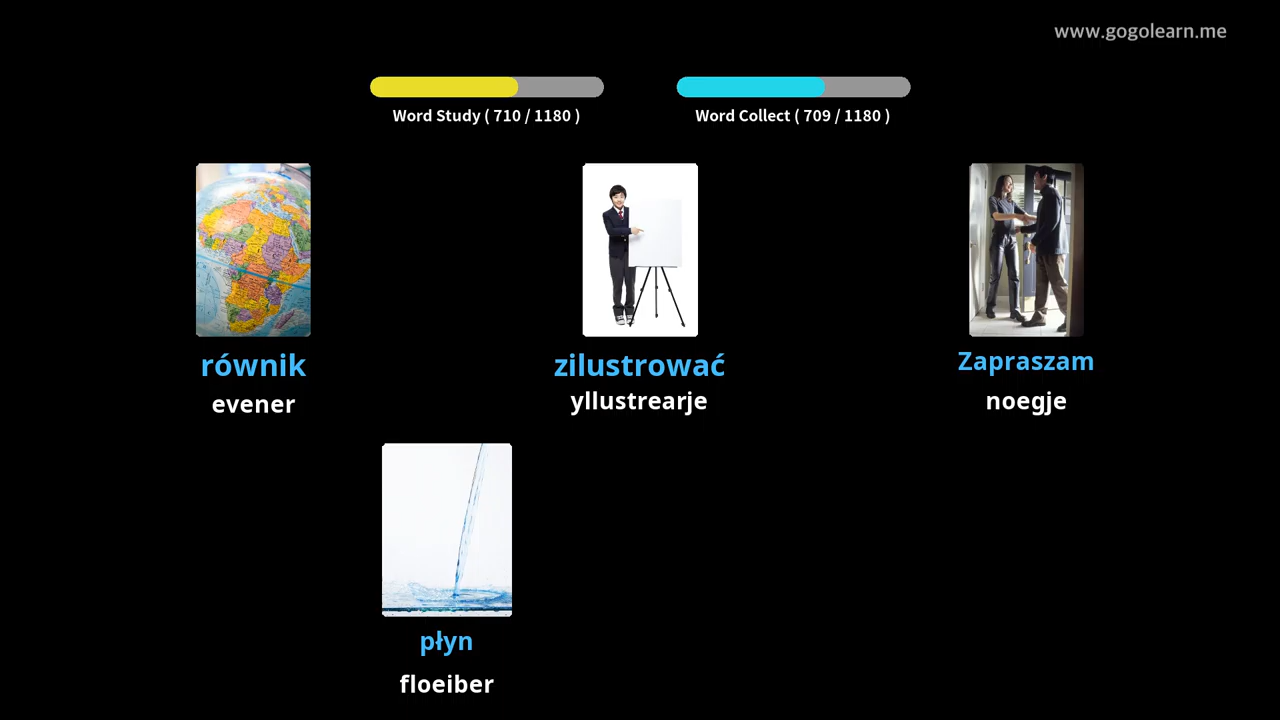 www.gogolearn.me
Word Study ( 710 / 1180 )
Word Collect ( 709 / 1180 )
równik
evener
zilustrować
yllustrearje
Zapraszam
noegje
płyn
floeiber